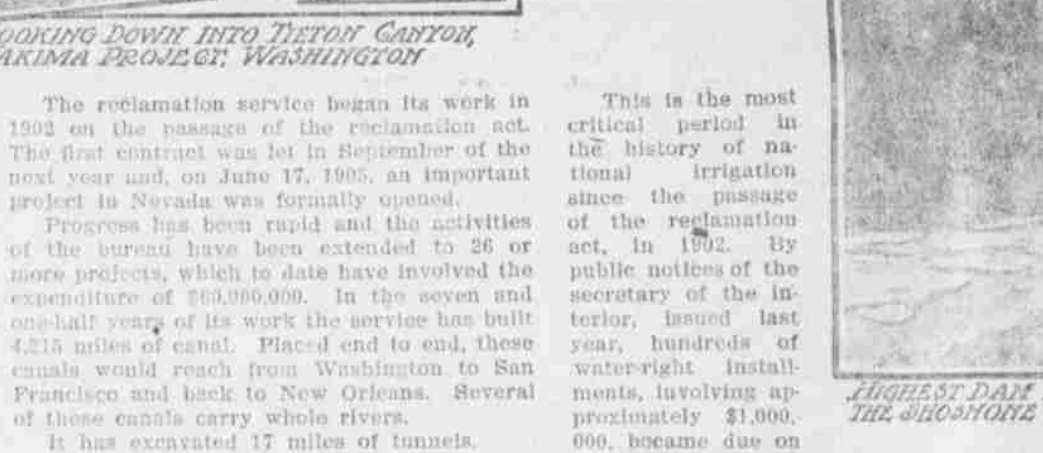 OOKING DOWN INTO TIETON CANYON,
AKIMA PROJECT, WASHINGTON
The reclamation service began its work in
1902 on the passage of the reclamation act.
The first contract was let in September of the
next year and, on June 17, 1905, an important
project in Nevada was formally opened.
Progress has been rapid and the activities
of the bureau have been extended to 26 or
more projects, which to date have involved the
expenditure of $60,000,000. In the seven and
one-half years of its work the service has built
4,215 miles of canal. Placed end to end, these
canals would reach from Washington to San
Francisco and back to New Orleans. Several
of these canals carry whole rivers.
It has excavated 17 miles of tunnels.
This is the most
critical period in
the history of na-
tional irrigation
since the passage
of the reclamation
act, in 1902. By
public notices of the
secretary of the in-
terior, issued last
year, hundreds of
water-right install-
ments, involving ap-
proximately $1,000,-
000, became due on
HIGHEST DAM
THE SHOSHONE